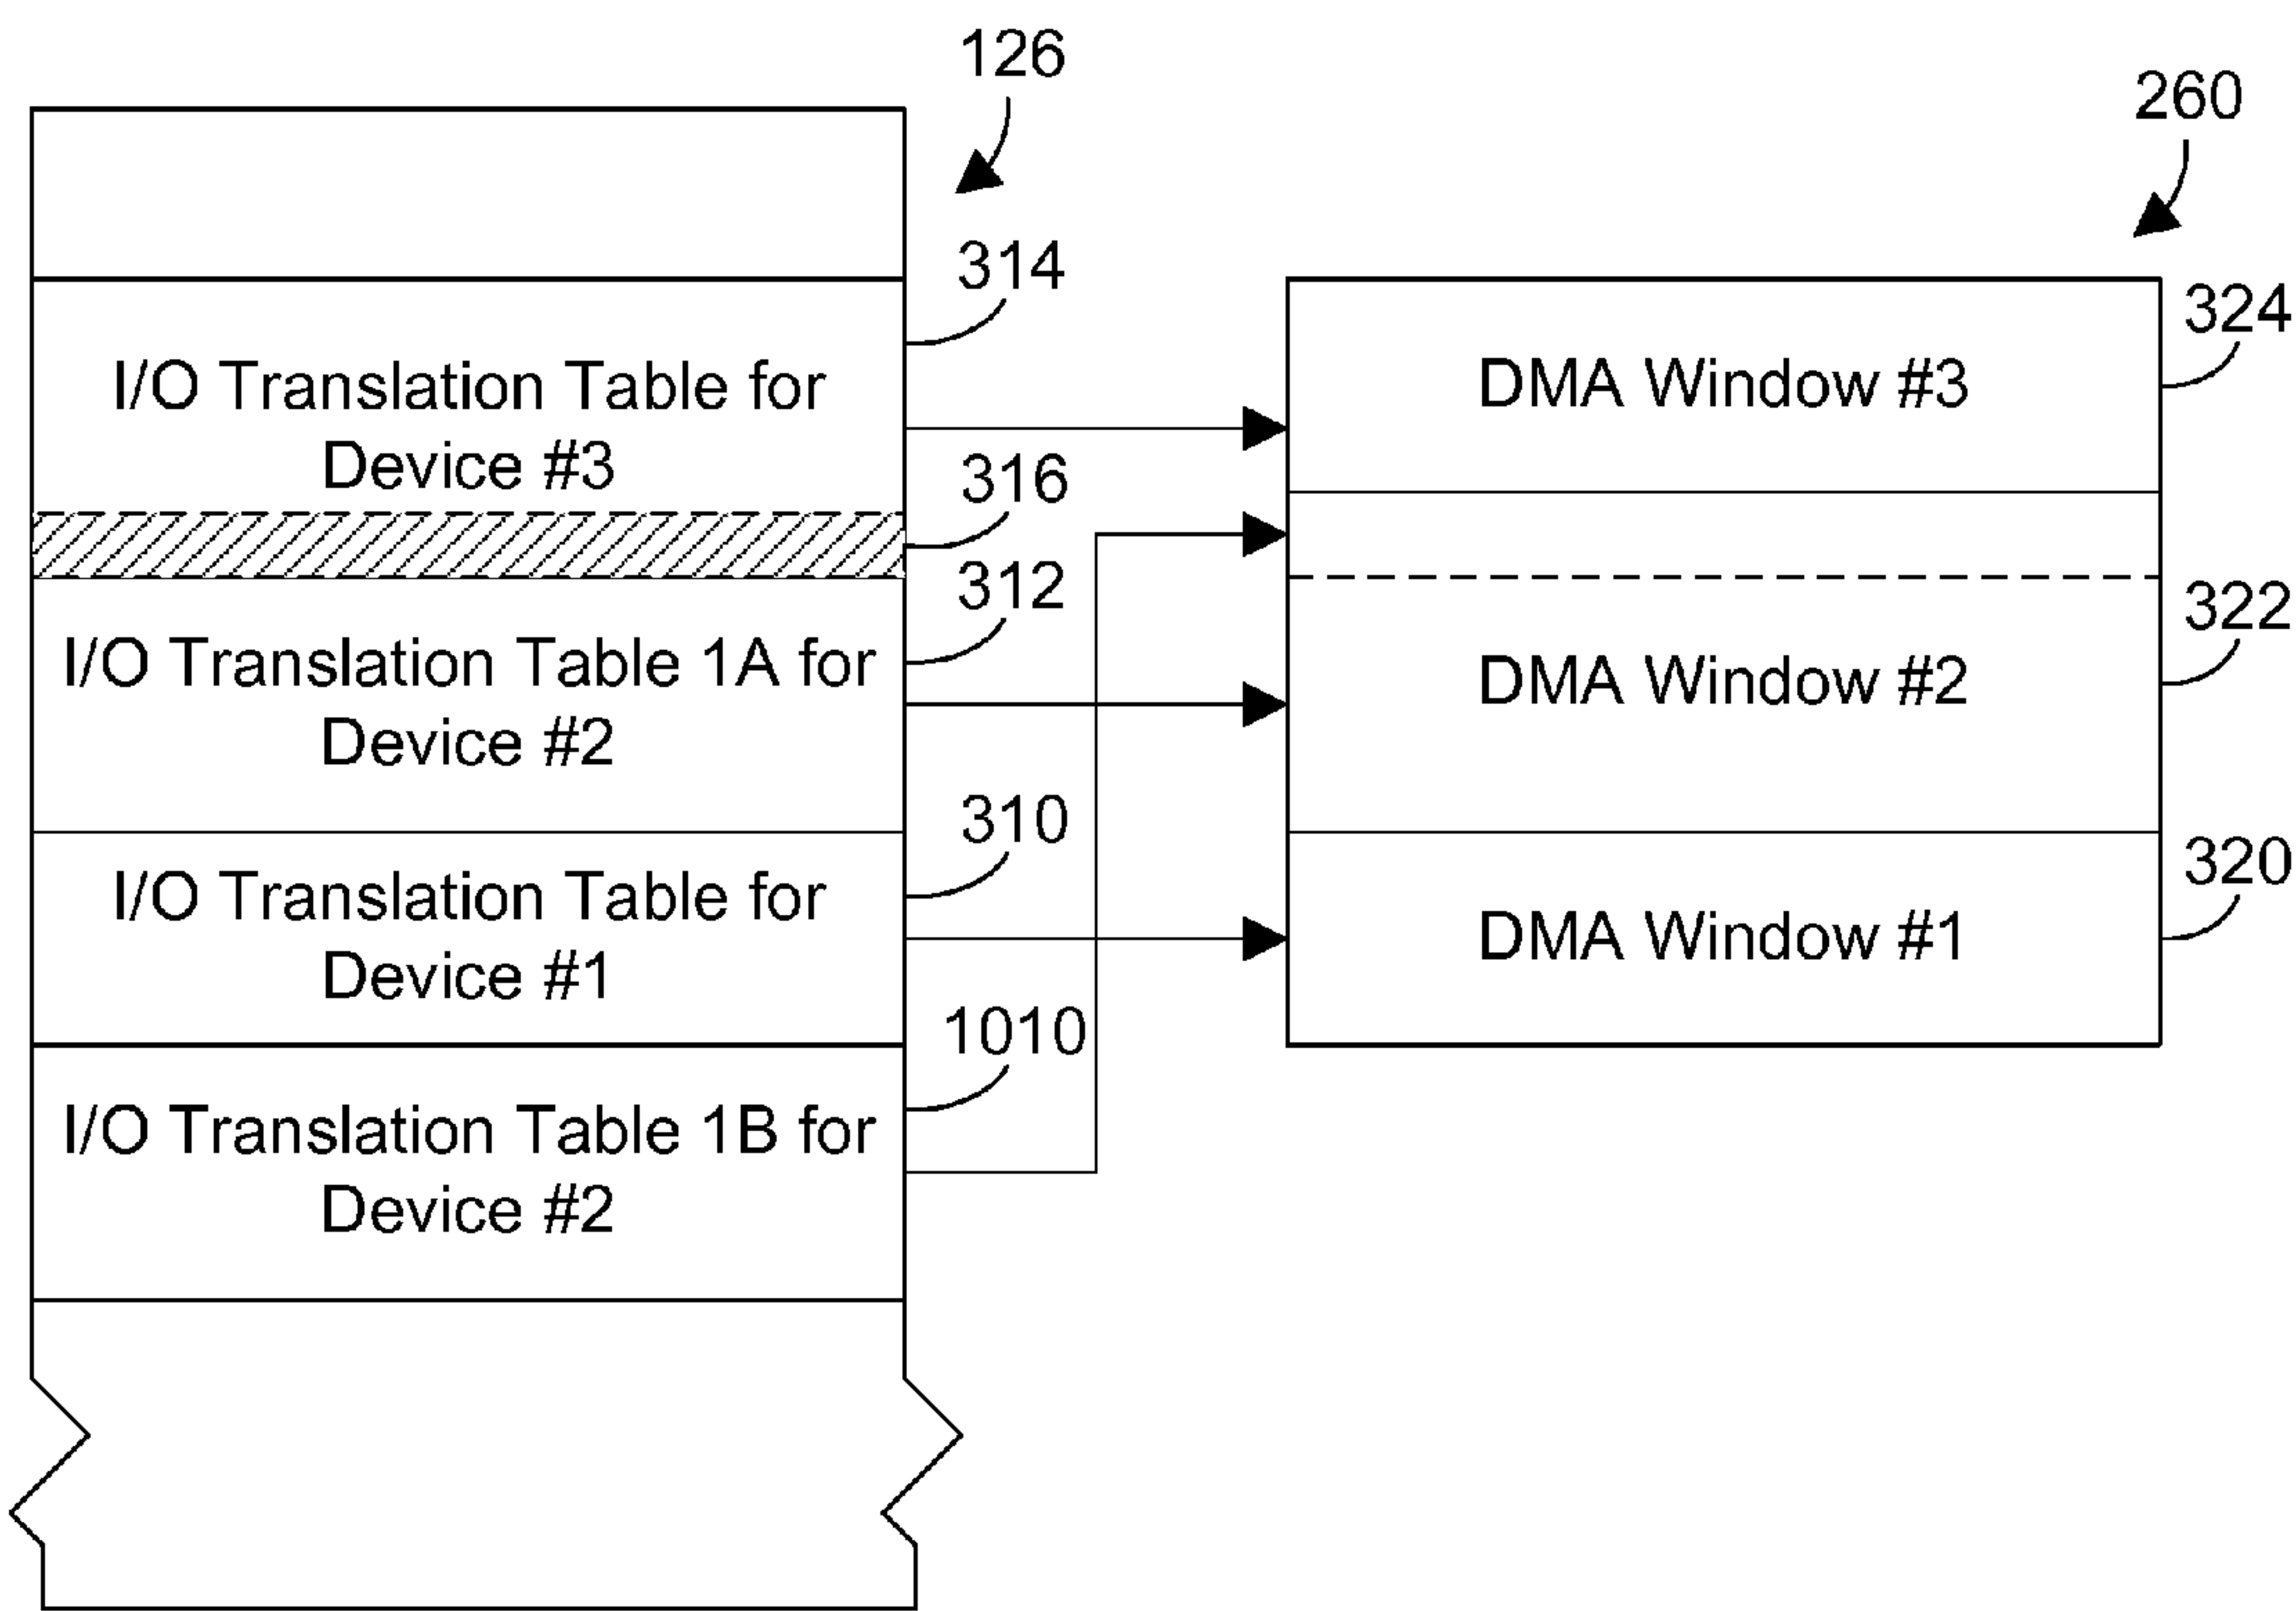 126
260
314
324
I/O Translation Table for
Device #3
DMA Window #3
316
312
322
I/O Translation Table 1A for
Device #2
DMA Window #2
310
320
I/O Translation Table for
Device #1
DMA Window #1
1010
I/O Translation Table 1B for
Device #2